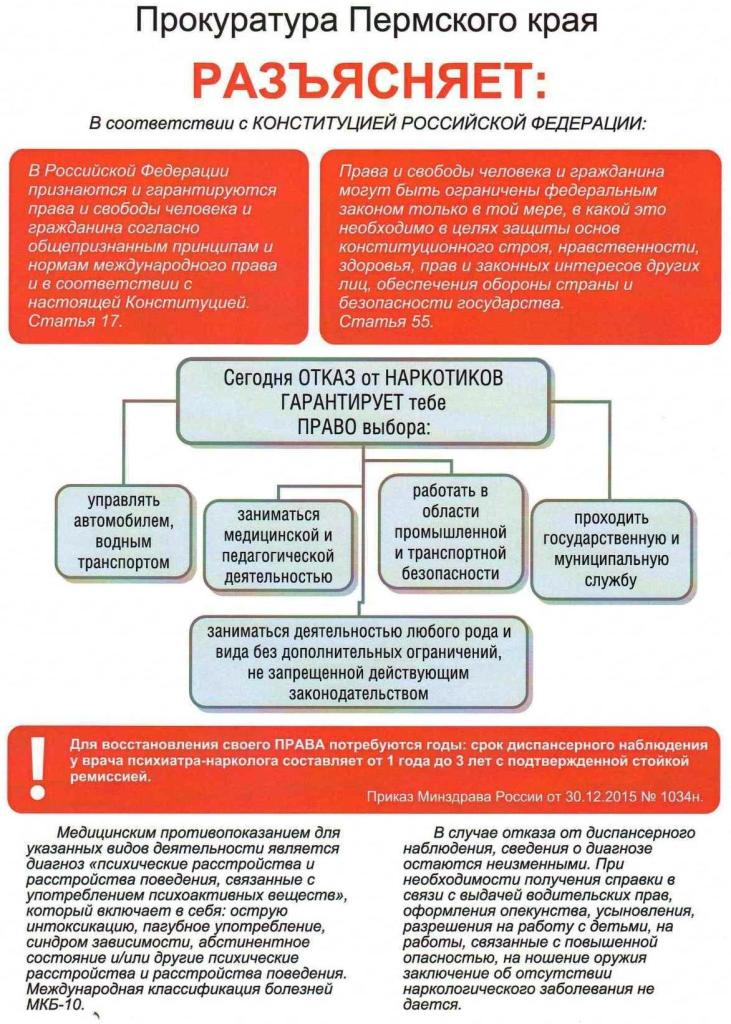 Прокуратура Пермского края
РАЗЪЯСНЯЕТ:
В соответствии с КОНСТИТУЦИЕЙ РОССИЙСКОЙ ФЕДЕРАЦИИ:
В Российской Федерации
признаются и гарантируются
права и свободы человека и
гражданина согласно
общепризнанным принципам и
нормам международного права
и в соответствии с
настоящей Конституцией.
Статья 17.
Права и свободы человека и гражданина
могут быть ограничены федеральным
законом только в той мере, в какой это
необходимо в целях защиты основ
конституционного строя, нравственности,
здоровья, прав и законных интересов других
лиц, обеспечения обороны страны и
безопасности государства.
Статья 55.
Сегодня ОТКАЗ от НАРКОТИКОВ
ГАРАНТИРУЕТ тебе
ПРАВО выбора:
управлять
автомобилем,
водным
транспортом
заниматься
медицинской и
педагогической
деятельностью
работать в
области
промышленной
и транспортной
безопасности
проходить
государственную и
муниципальную
службу
заниматься деятельностью любого рода и
вида без дополнительных ограничений,
не запрещенной действующим
законодательством
!
Для восстановления своего ПРАВА потребуются годы: срок диспансерного наблюдения
у врача психиатра-нарколога составляет от 1 года до 3 лет с подтвержденной стойкой
ремиссией.
Приказ Минздрава России от 30.12.2015 № 1034н.
Медицинским противопоказанием для
указанных видов деятельности является
диагноз «психические расстройства и
расстройства поведения, связанные с
употреблением психоактивных веществ»,
который включает в себя: острую
интоксикацию, пагубное употребление,
синдром зависимости, абстинентное
состояние и/или другие психические
расстройства и расстройства поведения.
Международная классификация болезней
МКБ-10.
В случае отказа от диспансерного
наблюдения, сведения о диагнозе
остаются неизменными. При
необходимости получения справки в
связи с выдачей водительских прав,
оформления опекунства, усыновления,
разрешения на работу с детьми, на
работы, связанные с повышенной
опасностью, на ношение оружия
заключение об отсутствии
наркологического заболевания не
дается.